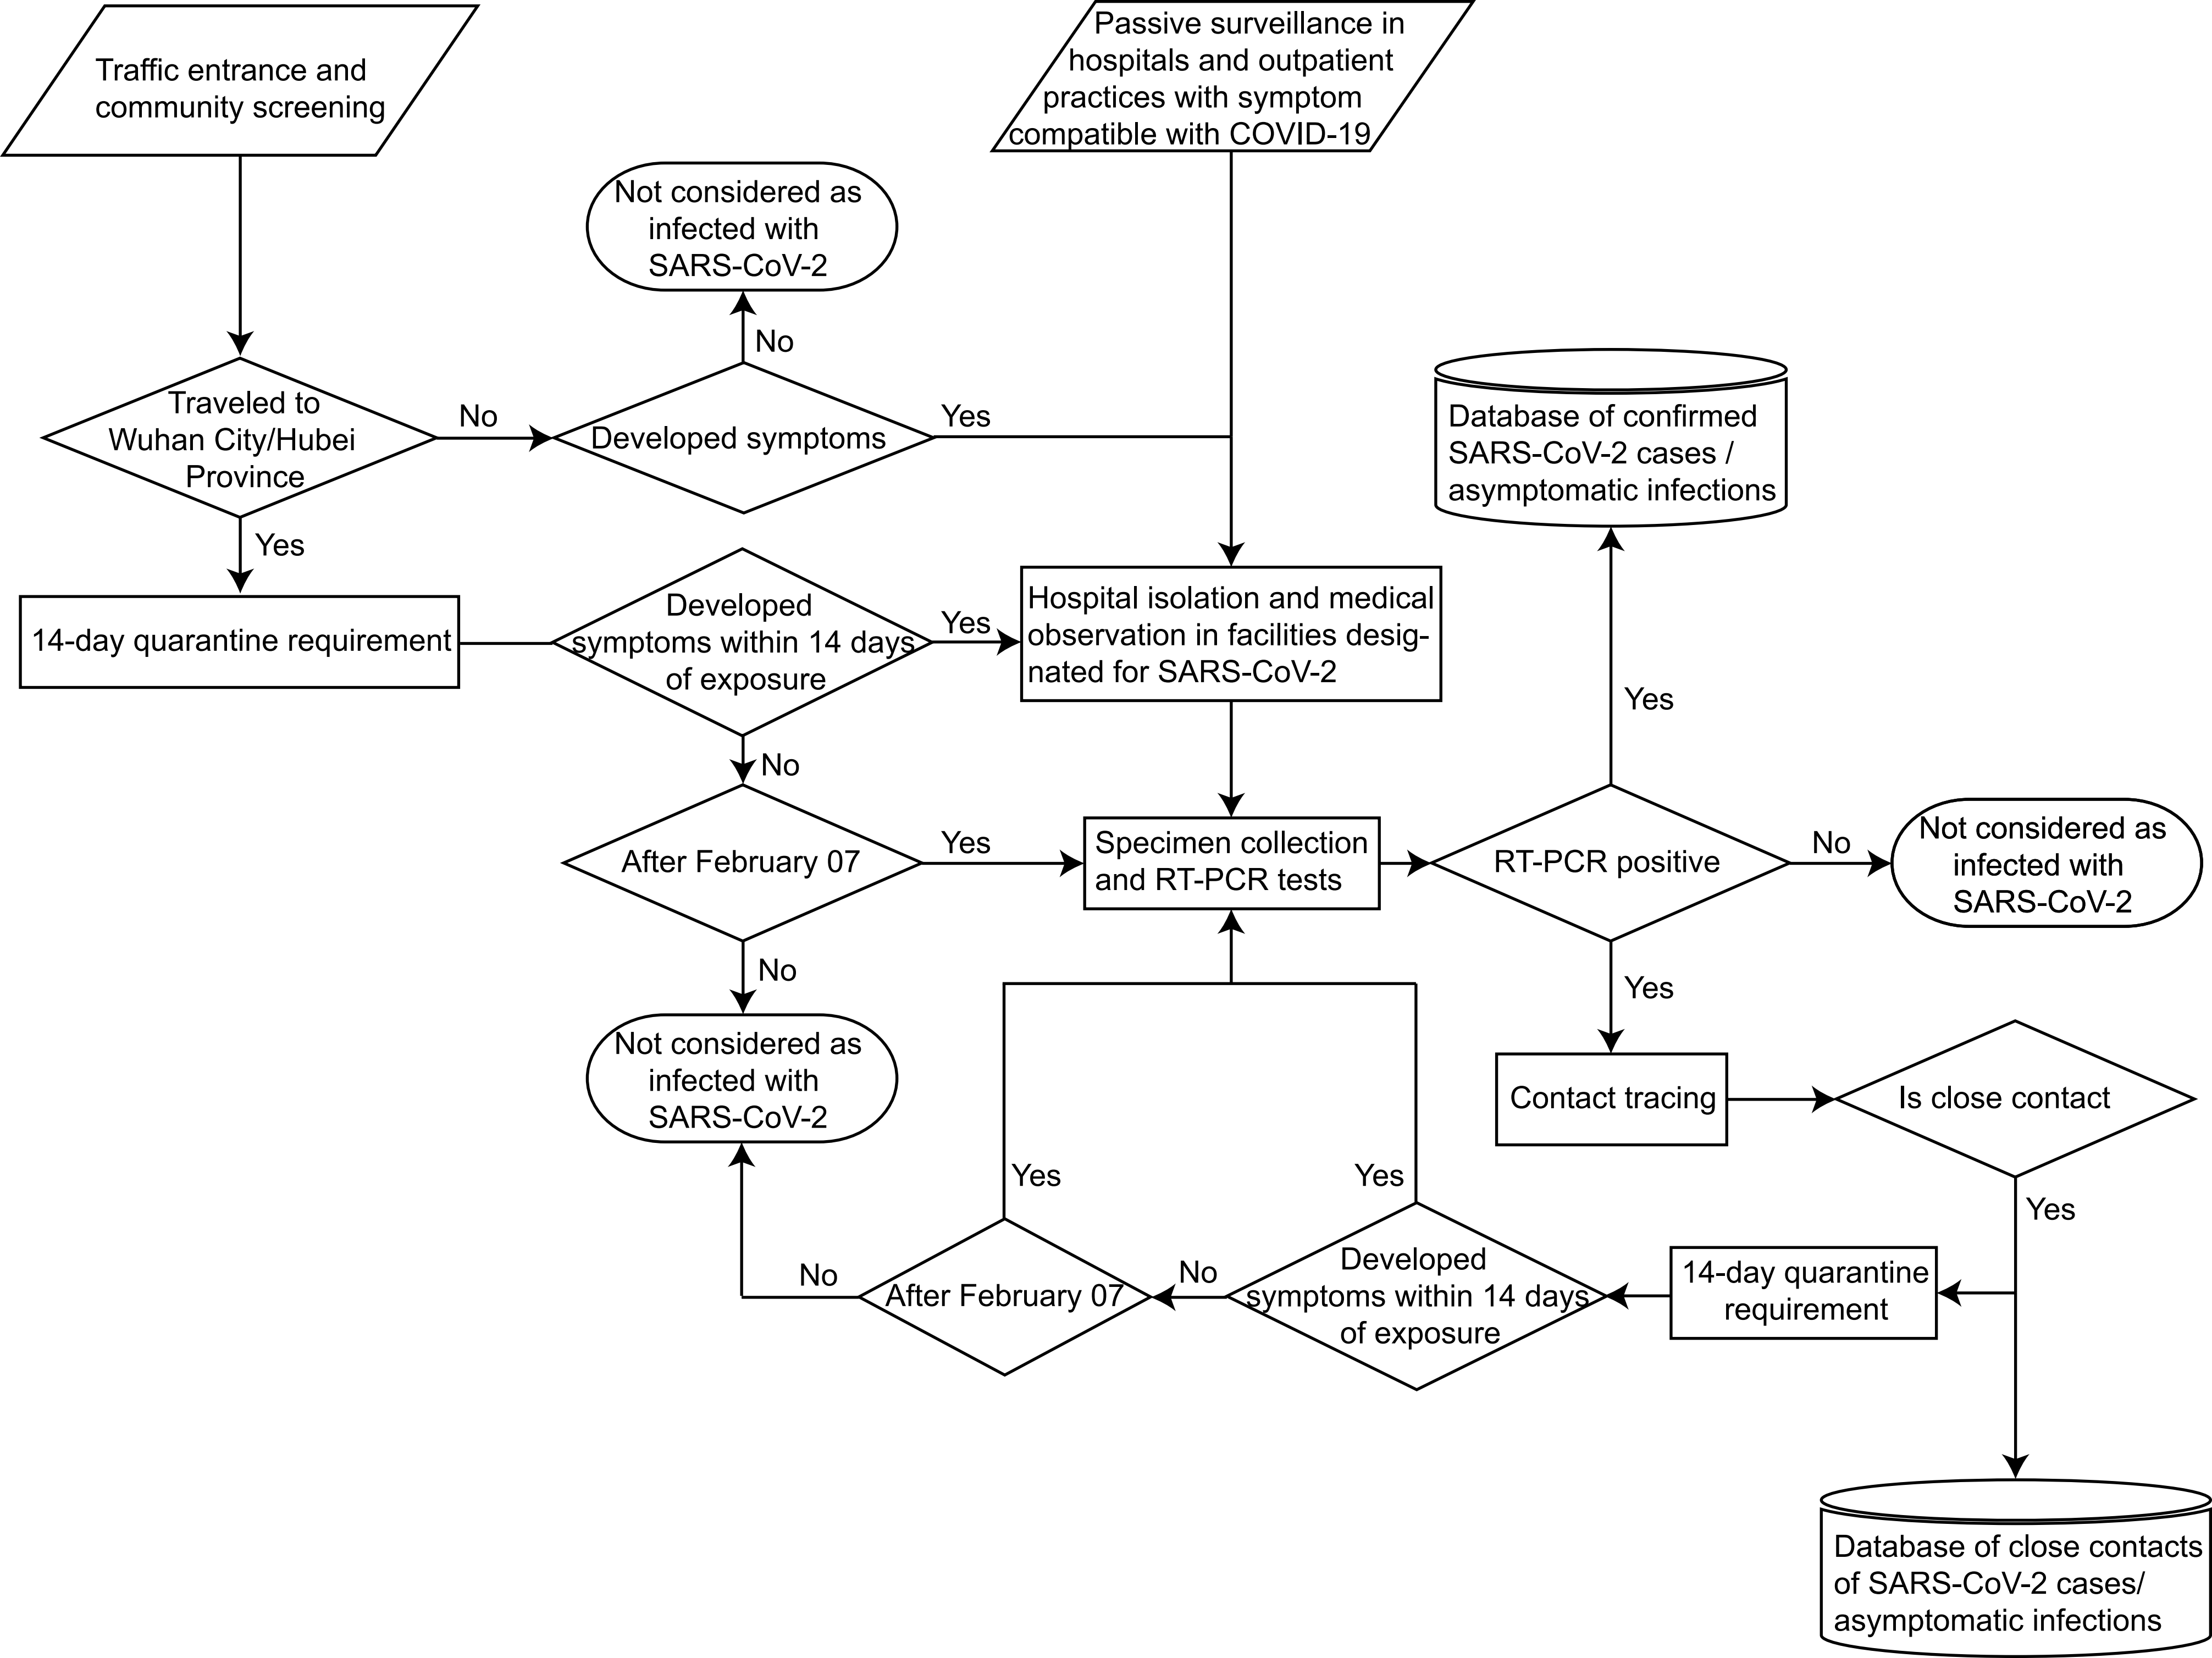 Traffic entrance and
community screening
Passive surveillance in
hospitals and outpatient
practices with symptom
compatible with COVID-19
Not considered as
infected with
SARS-CoV-2
No
Traveled to
Wuhan City/Hubei
Province
No
Developed symptoms
Yes
Database of confirmed
SARS-CoV-2 cases /
asymptomatic infections
Yes
14-day quarantine requirement
Developed
symptoms within 14 days
of exposure
Yes
Hospital isolation and medical
observation in facilities desig-
nated for SARS-CoV-2
Yes
No
After February 07
Yes
Specimen collection
and RT-PCR tests
RT-PCR positive
No
Not considered as
infected with
SARS-CoV-2
No
Yes
Not considered as
infected with
SARS-CoV-2
Contact tracing
Is close contact
Yes
Yes
Yes
No
After February 07
No
Developed
symptoms within 14 days
of exposure
14-day quarantine
requirement
Database of close contacts
of SARS-CoV-2 cases/
asymptomatic infections